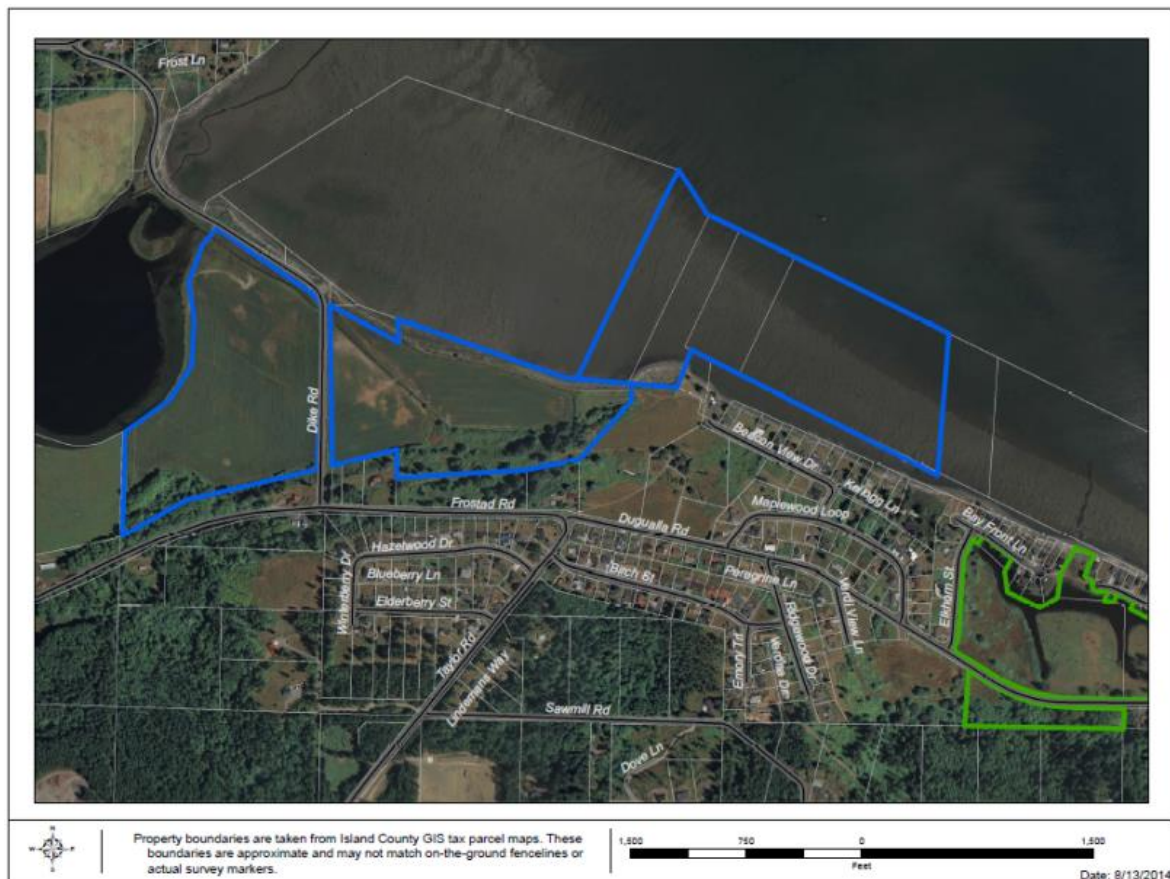 Frost Ln
Dike Rd
Beacon View Dr
Kellogg Ln
Maplewood Loop
Bay Front Ln
Frostad Rd
Dugualla Rd
Hazelwood Dr
Birch St
Peregrine Ln
Elkhorn St
Winterberry Dr
Blueberry Ln
Elderberry St
Ridgewood Dr
Taylor Rd
Lindemans Way
Emory Trl
Sawmill Rd
Dove Ln
N
W
Property boundaries are taken from Island County GIS tax parcel maps. These
boundaries are approximate and may not match on-the-ground fencelines or
actual survey markers.
1,500 750 0 1,500
Feet
Date: 8/13/2014